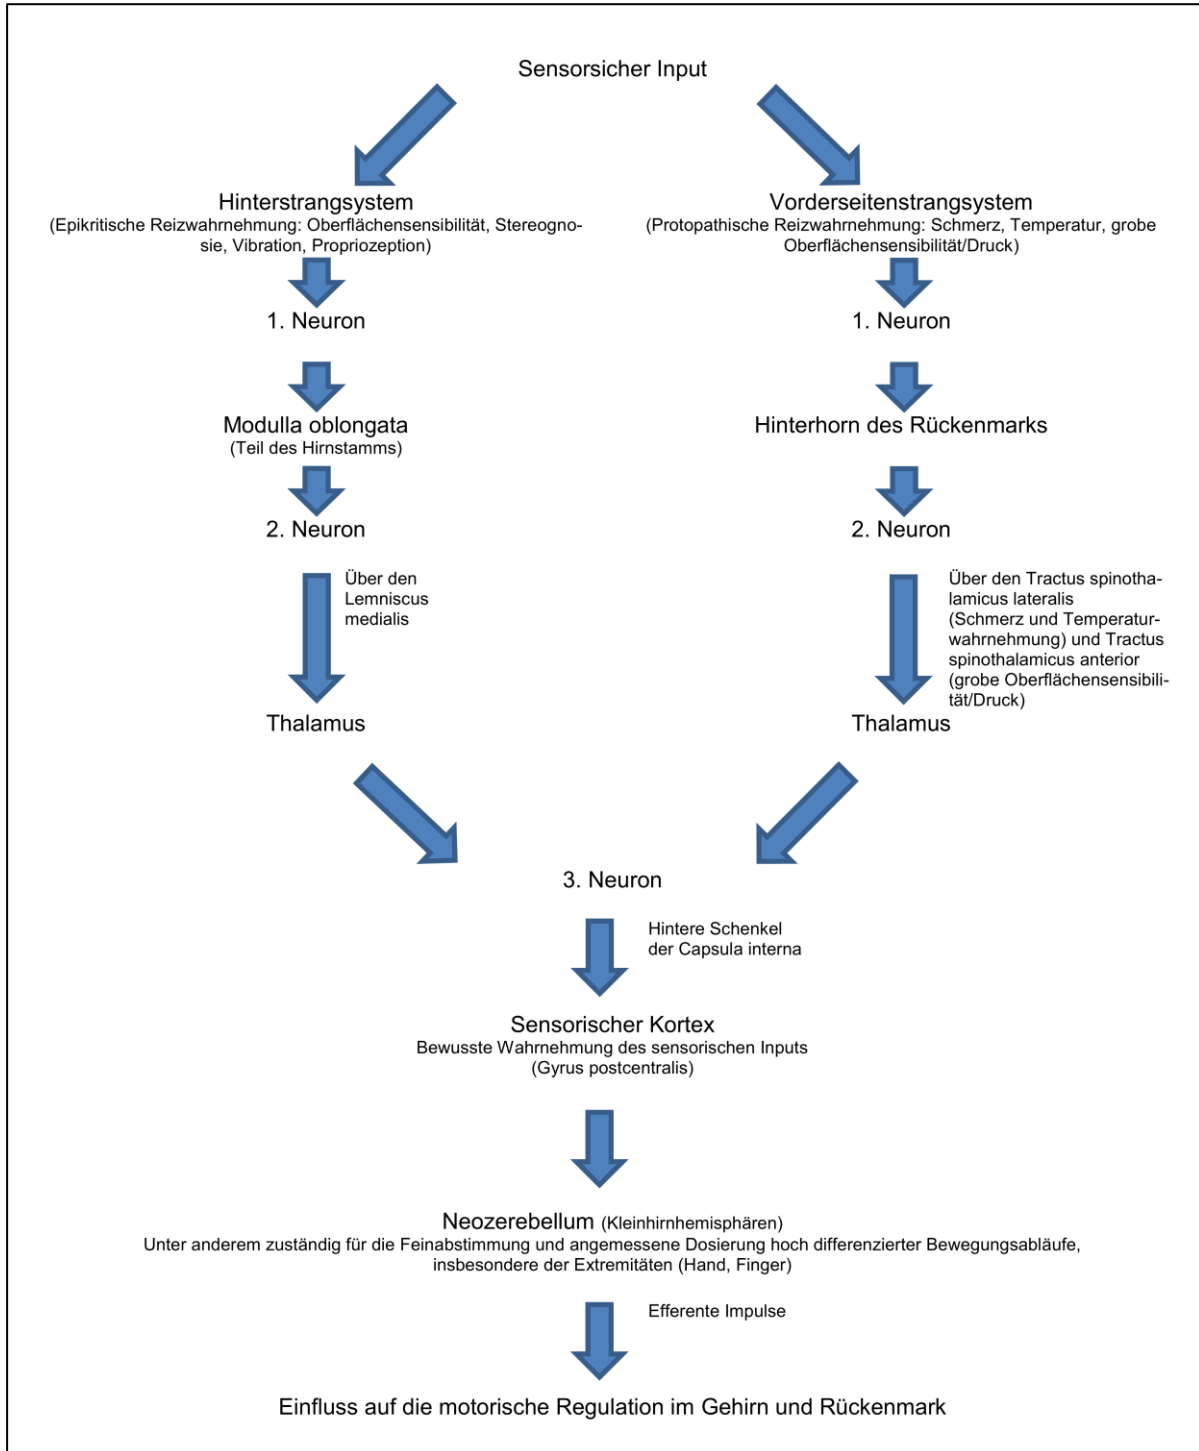 Sensorsicher Input
Hinterstrangsystem
(Epikritische Reizwahrnehmung: Oberflächensensibilität, Stereogno-
sie, Vibration, Propriozeption)
Vorderseitenstrangsystem
(Protopathische Reizwahrnehmung: Schmerz, Temperatur, grobe
Oberflächensensibilität/Druck)
1. Neuron
1. Neuron
Modulla oblongata
(Teil des Hirnstamms)
Hinterhorn des Rückenmarks
2. Neuron
2. Neuron
Über den
Lemniscus
medialis
Über den Tractus spinotha-
lamicus lateralis
(Schmerz und Temperatur-
wahrnehmung) und Tractus
spinothalamicus anterior
(grobe Oberflächensensibili-
tät/Druck)
Thalamus
Thalamus
3. Neuron
Hintere Schenkel
der Capsula interna
Sensorischer Kortex
Bewusste Wahrnehmung des sensorischen Inputs
(Gyrus postcentralis)
Neozerebellum (Kleinhirnhemisphären)
Unter anderem zuständig für die Feinabstimmung und angemessene Dosierung hoch differenzierter Bewegungsabläufe,
insbesondere der Extremitäten (Hand, Finger)
Efferente Impulse
Einfluss auf die motorische Regulation im Gehirn und Rückenmark